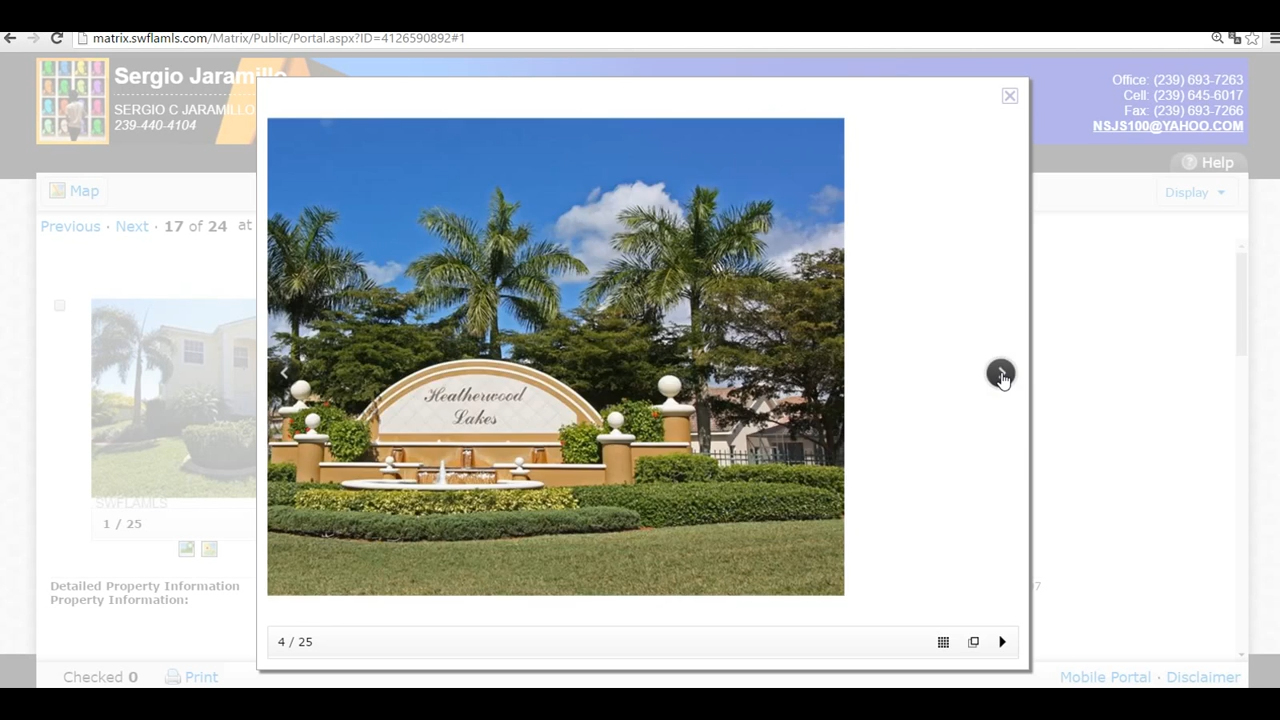 matrix.swflamls.com/Matrix/Public/Portal.aspx?ID=4126590892#1
Sergio Jaramillo
SERGIO C JARAMILLO
239-440-4104
Office: (239) 693-7263
Cell: (239) 645-6017
Fax: (239) 693-7266
NSJS100@YAHOO.COM
? Help
Map
Display
Previous · Next · 17 of 24 at
Heatherwood
Lakes
SWFLAMLS
1 / 25
Detailed Property Information
Property Information:
4 / 25
Checked 0
Print
Mobile Portal · Disclaimer